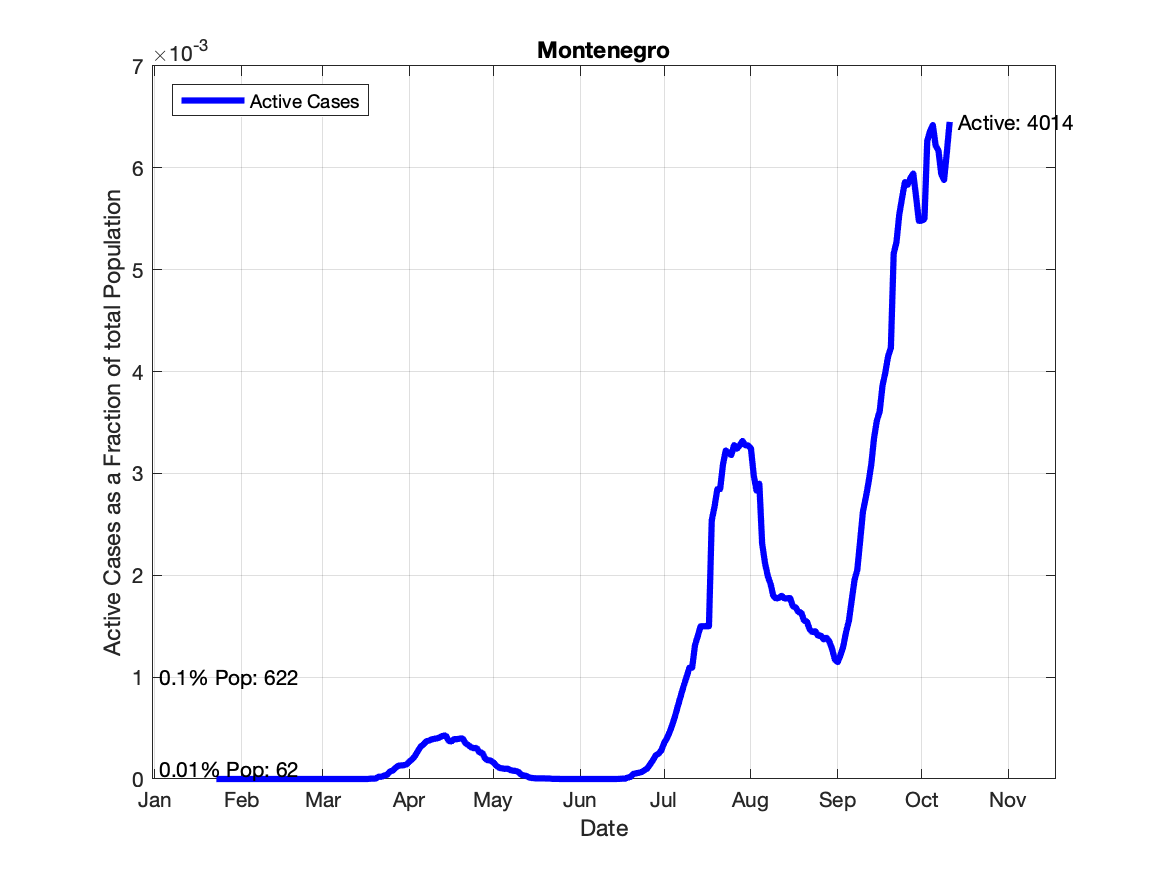 Montenegro
×10-3
7
6
5
4
3
2
1
0
Active Cases as a Fraction of total Population
Active Cases
Active: 4014
0.1% Pop: 622
0.01% Pop: 62
Jan Feb Mar Apr May Jun Jul Aug Sep Oct Nov
Date